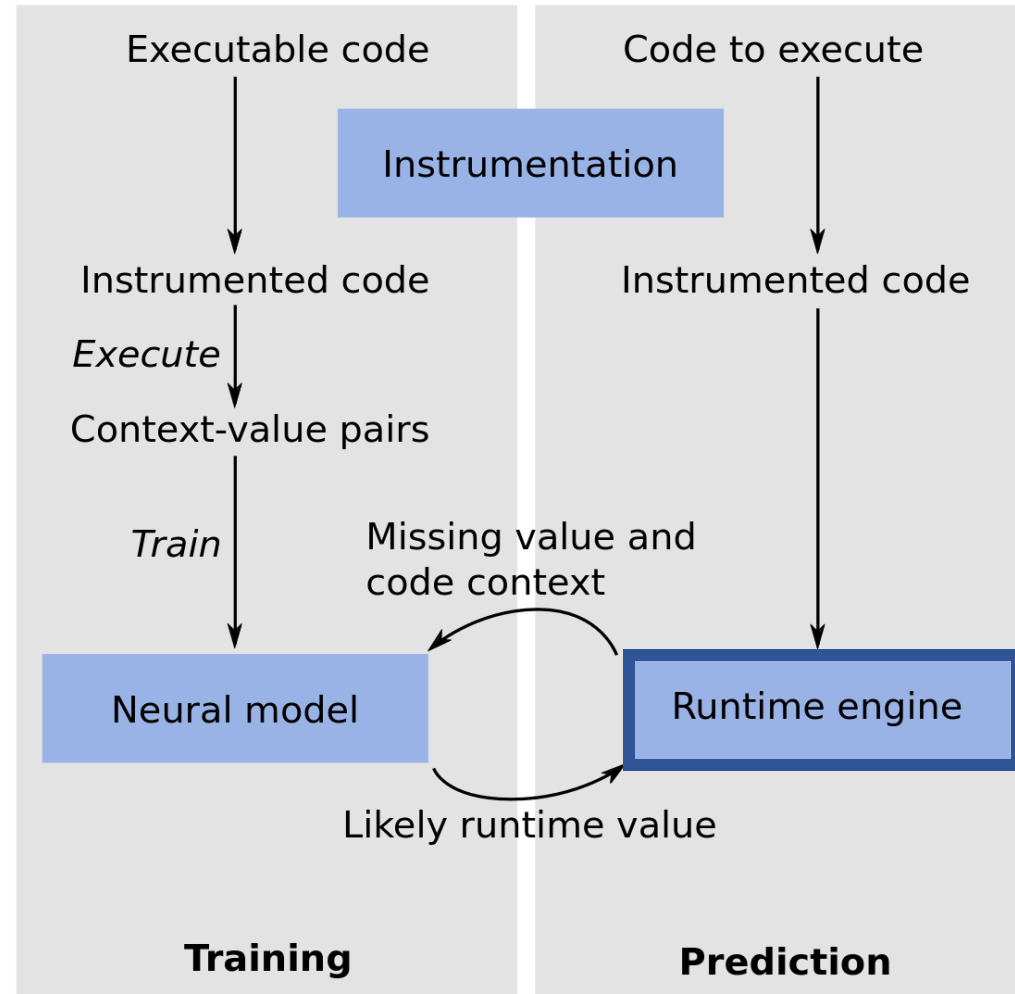 Executable code
Code to execute
Instrumentation
Instrumented code
Instrumented code
Execute
Context-value pairs
Train
Missing value and
code context
Neural model
Runtime engine
Likely runtime value
Training
Prediction